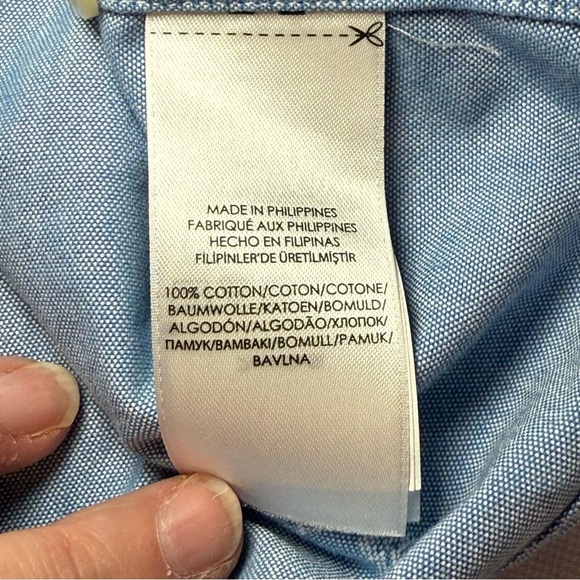 MADE IN PHILIPPINES
FABRIQUÉ AUX PHILIPPINES
HECHO EN FILIPINAS
FİLİPİNLER'DE ÜRETİLMİŞTİR
100% COTTON/COTON/COTONE/
BAUMWOLLE/KATOEN/BOMULD/
ALGODÓN/ALGODÃO/ХЛОПОК/
ПАМУК/BAMBAKI/BOMULL/PAMUK/
BAVLNA